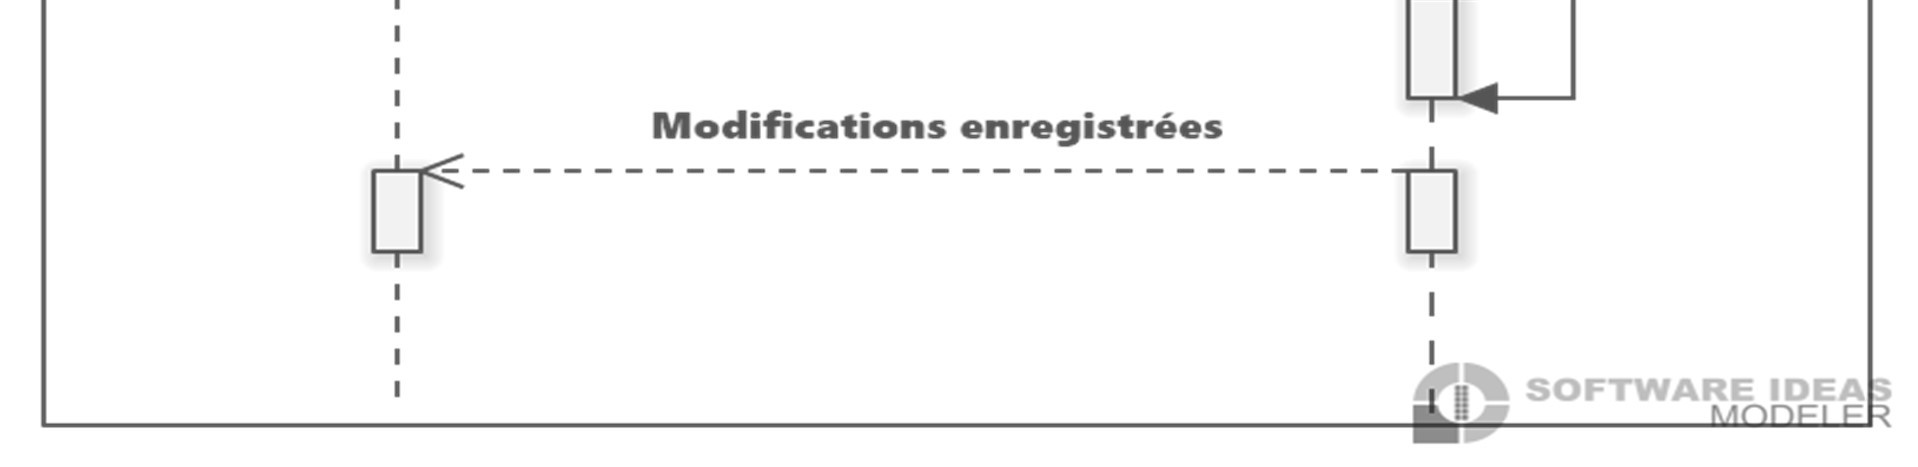 Modifications enregistrées
SOFTWARE IDEAS
MODELER